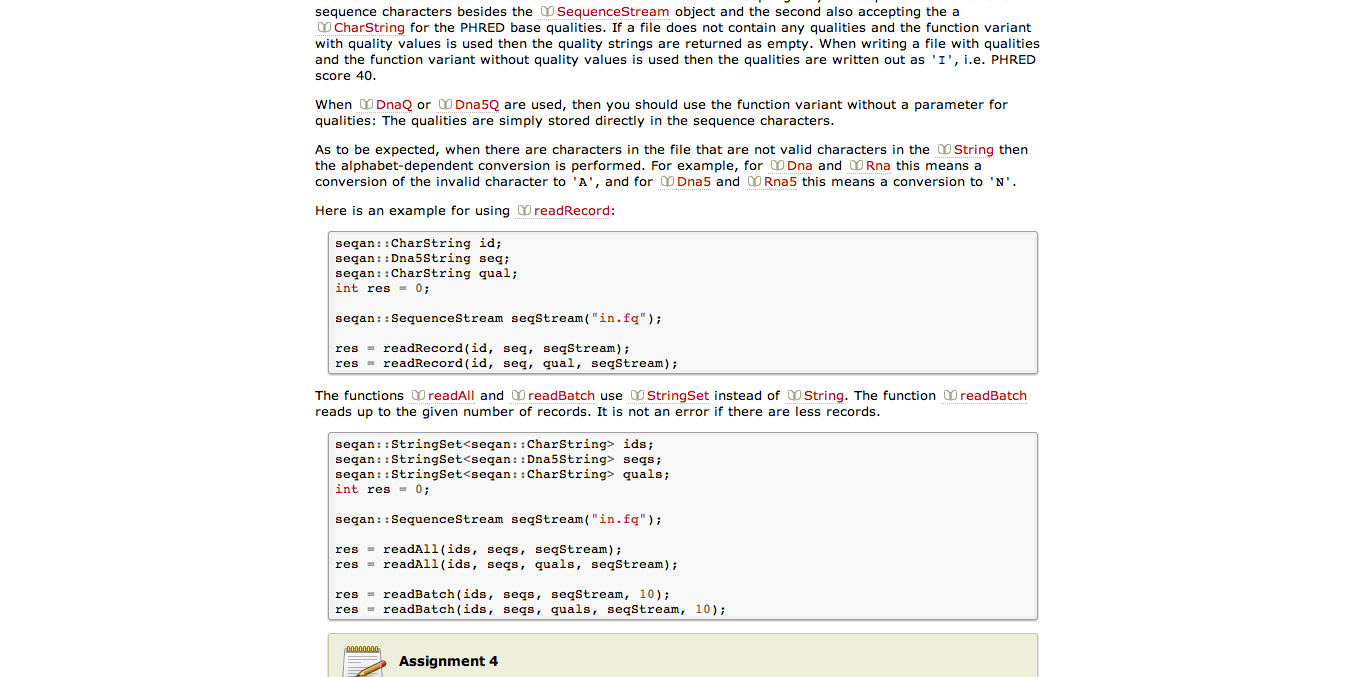 sequence characters besides the SequenceStream object and the second also accepting the a
CharString for the PHRED base qualities. If a file does not contain any qualities and the function variant
with quality values is used then the quality strings are returned as empty. When writing a file with qualities
and the function variant without quality values is used then the qualities are written out as 'I', i.e. PHRED
score 40.
When DnaQ or Dna5Q are used, then you should use the function variant without a parameter for
qualities: The qualities are simply stored directly in the sequence characters.
As to be expected, when there are characters in the file that are not valid characters in the String then
the alphabet-dependent conversion is performed. For example, for Dna and Rna this means a
conversion of the invalid character to 'A', and for Dna5 and Rna5 this means a conversion to 'N'.
Here is an example for using readRecord:
seqan::CharString id;
seqan::Dna5String seq;
seqan::CharString qual;
int res = 0;
seqan::SequenceStream seqStream("in.fq");
res = readRecord(id, seq, seqStream);
res = readRecord(id, seq, qual, seqStream);
The functions readAll and readBatch use StringSet instead of String. The function readBatch
reads up to the given number of records. It is not an error if there are less records.
seqan::StringSet<seqan::CharString> ids;
seqan::StringSet<seqan::Dna5String> seqs;
seqan::StringSet<seqan::CharString> quals;
int res = 0;
seqan::SequenceStream seqStream("in.fq");
res = readAll(ids, seqs, seqStream);
res = readAll(ids, seqs, quals, seqStream);
res = readBatch(ids, seqs, seqStream, 10);
res = readBatch(ids, seqs, quals, seqStream, 10);
Assignment 4